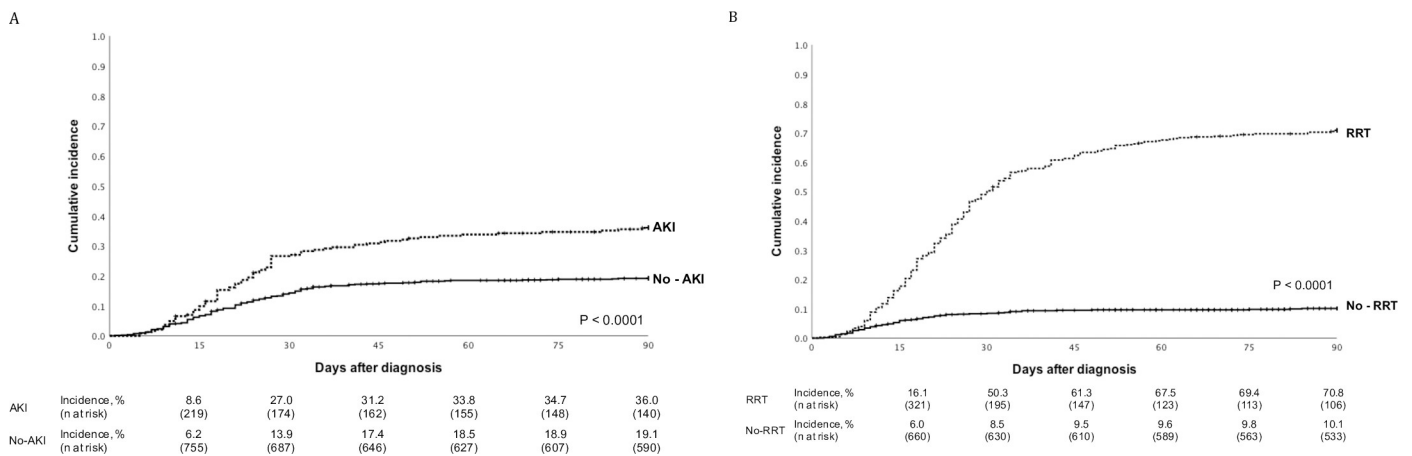 A
Cumulative incidence
1.0
0.9
0.8
0.7
0.6
0.5
0.4
0.3
0.2
0.1
0.0
AKI
No - AKI
P < 0.0001
0 15 30 45 60 75 90
Days after diagnosis
AKI Incidence, % 8.6 27.0 31.2 33.8 34.7 36.0
(n at risk) (219) (174) (162) (155) (148) (140)
No-AKI Incidence, % 6.2 13.9 17.4 18.5 18.9 19.1
(n at risk) (755) (687) (646) (627) (607) (590)
B
Cumulative incidence
1.0
0.9
0.8
0.7
0.6
0.5
0.4
0.3
0.2
0.1
0.0
RRT
P < 0.0001
No - RRT
0 15 30 45 60 75 90
Days after diagnosis
RRT Incidence, % 16.1 50.3 61.3 67.5 69.4 70.8
(n at risk) (321) (195) (147) (123) (113) (106)
No-RRT Incidence, % 6.0 8.5 9.5 9.6 9.8 10.1
(n at risk) (660) (630) (610) (589) (563) (533)